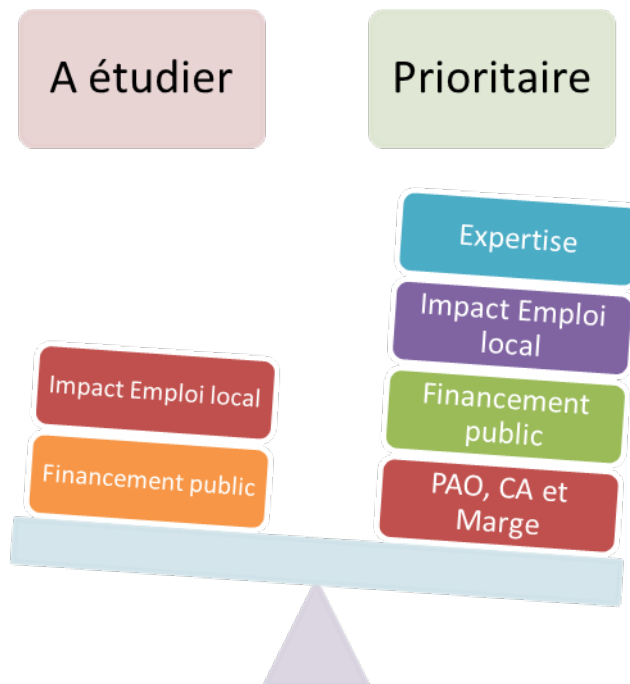 A étudier
Prioritaire
Impact Emploi local
Financement public
Expertise
Impact Emploi
local
Financement
public
PAO, CA et
Marge